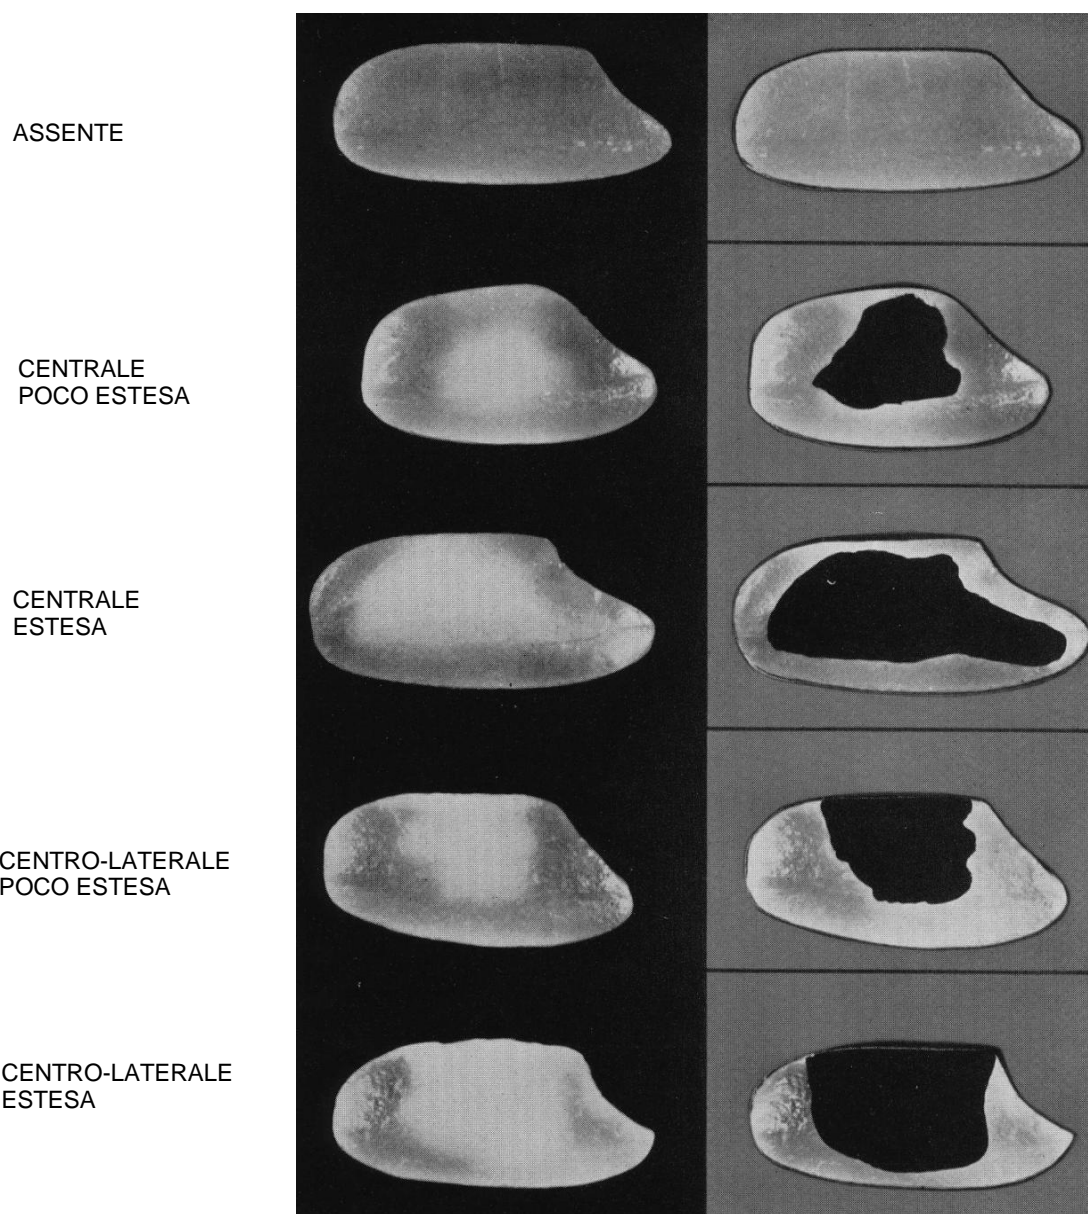 ASSENTE
CENTRALE
POCO ESTESA
CENTRALE
ESTESA
CENTRO-LATERALE
POCO ESTESA
CENTRO-LATERALE
ESTESA